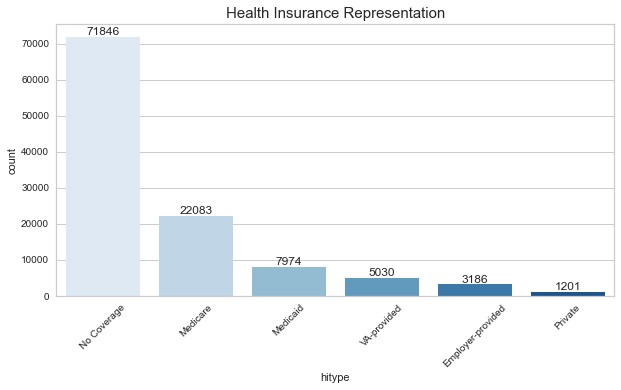 Health Insurance Representation
71846
22083
7974
5030
3186
1201
70000
60000
50000
40000
30000
20000
10000
0
count
No Coverage
Medicare
Medicaid
VA-provided
Employer-provided
Private
hitype